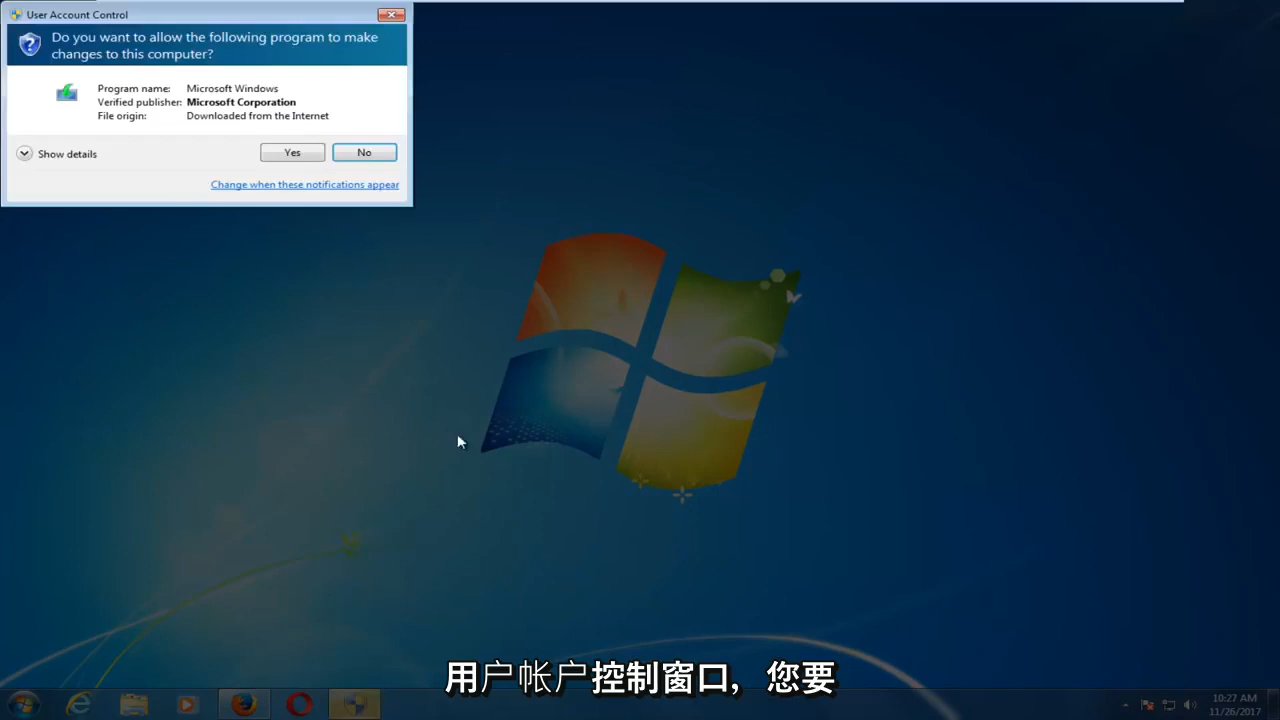 User Account Control
Do you want to allow the following program to make
changes to this computer?
Program name: Microsoft Windows
Verified publisher: Microsoft Corporation
File origin: Downloaded from the Internet
Show details
Yes
No
Change when these notifications appear
用户帐户控制窗口，您要
10:27 AM
11/26/2017